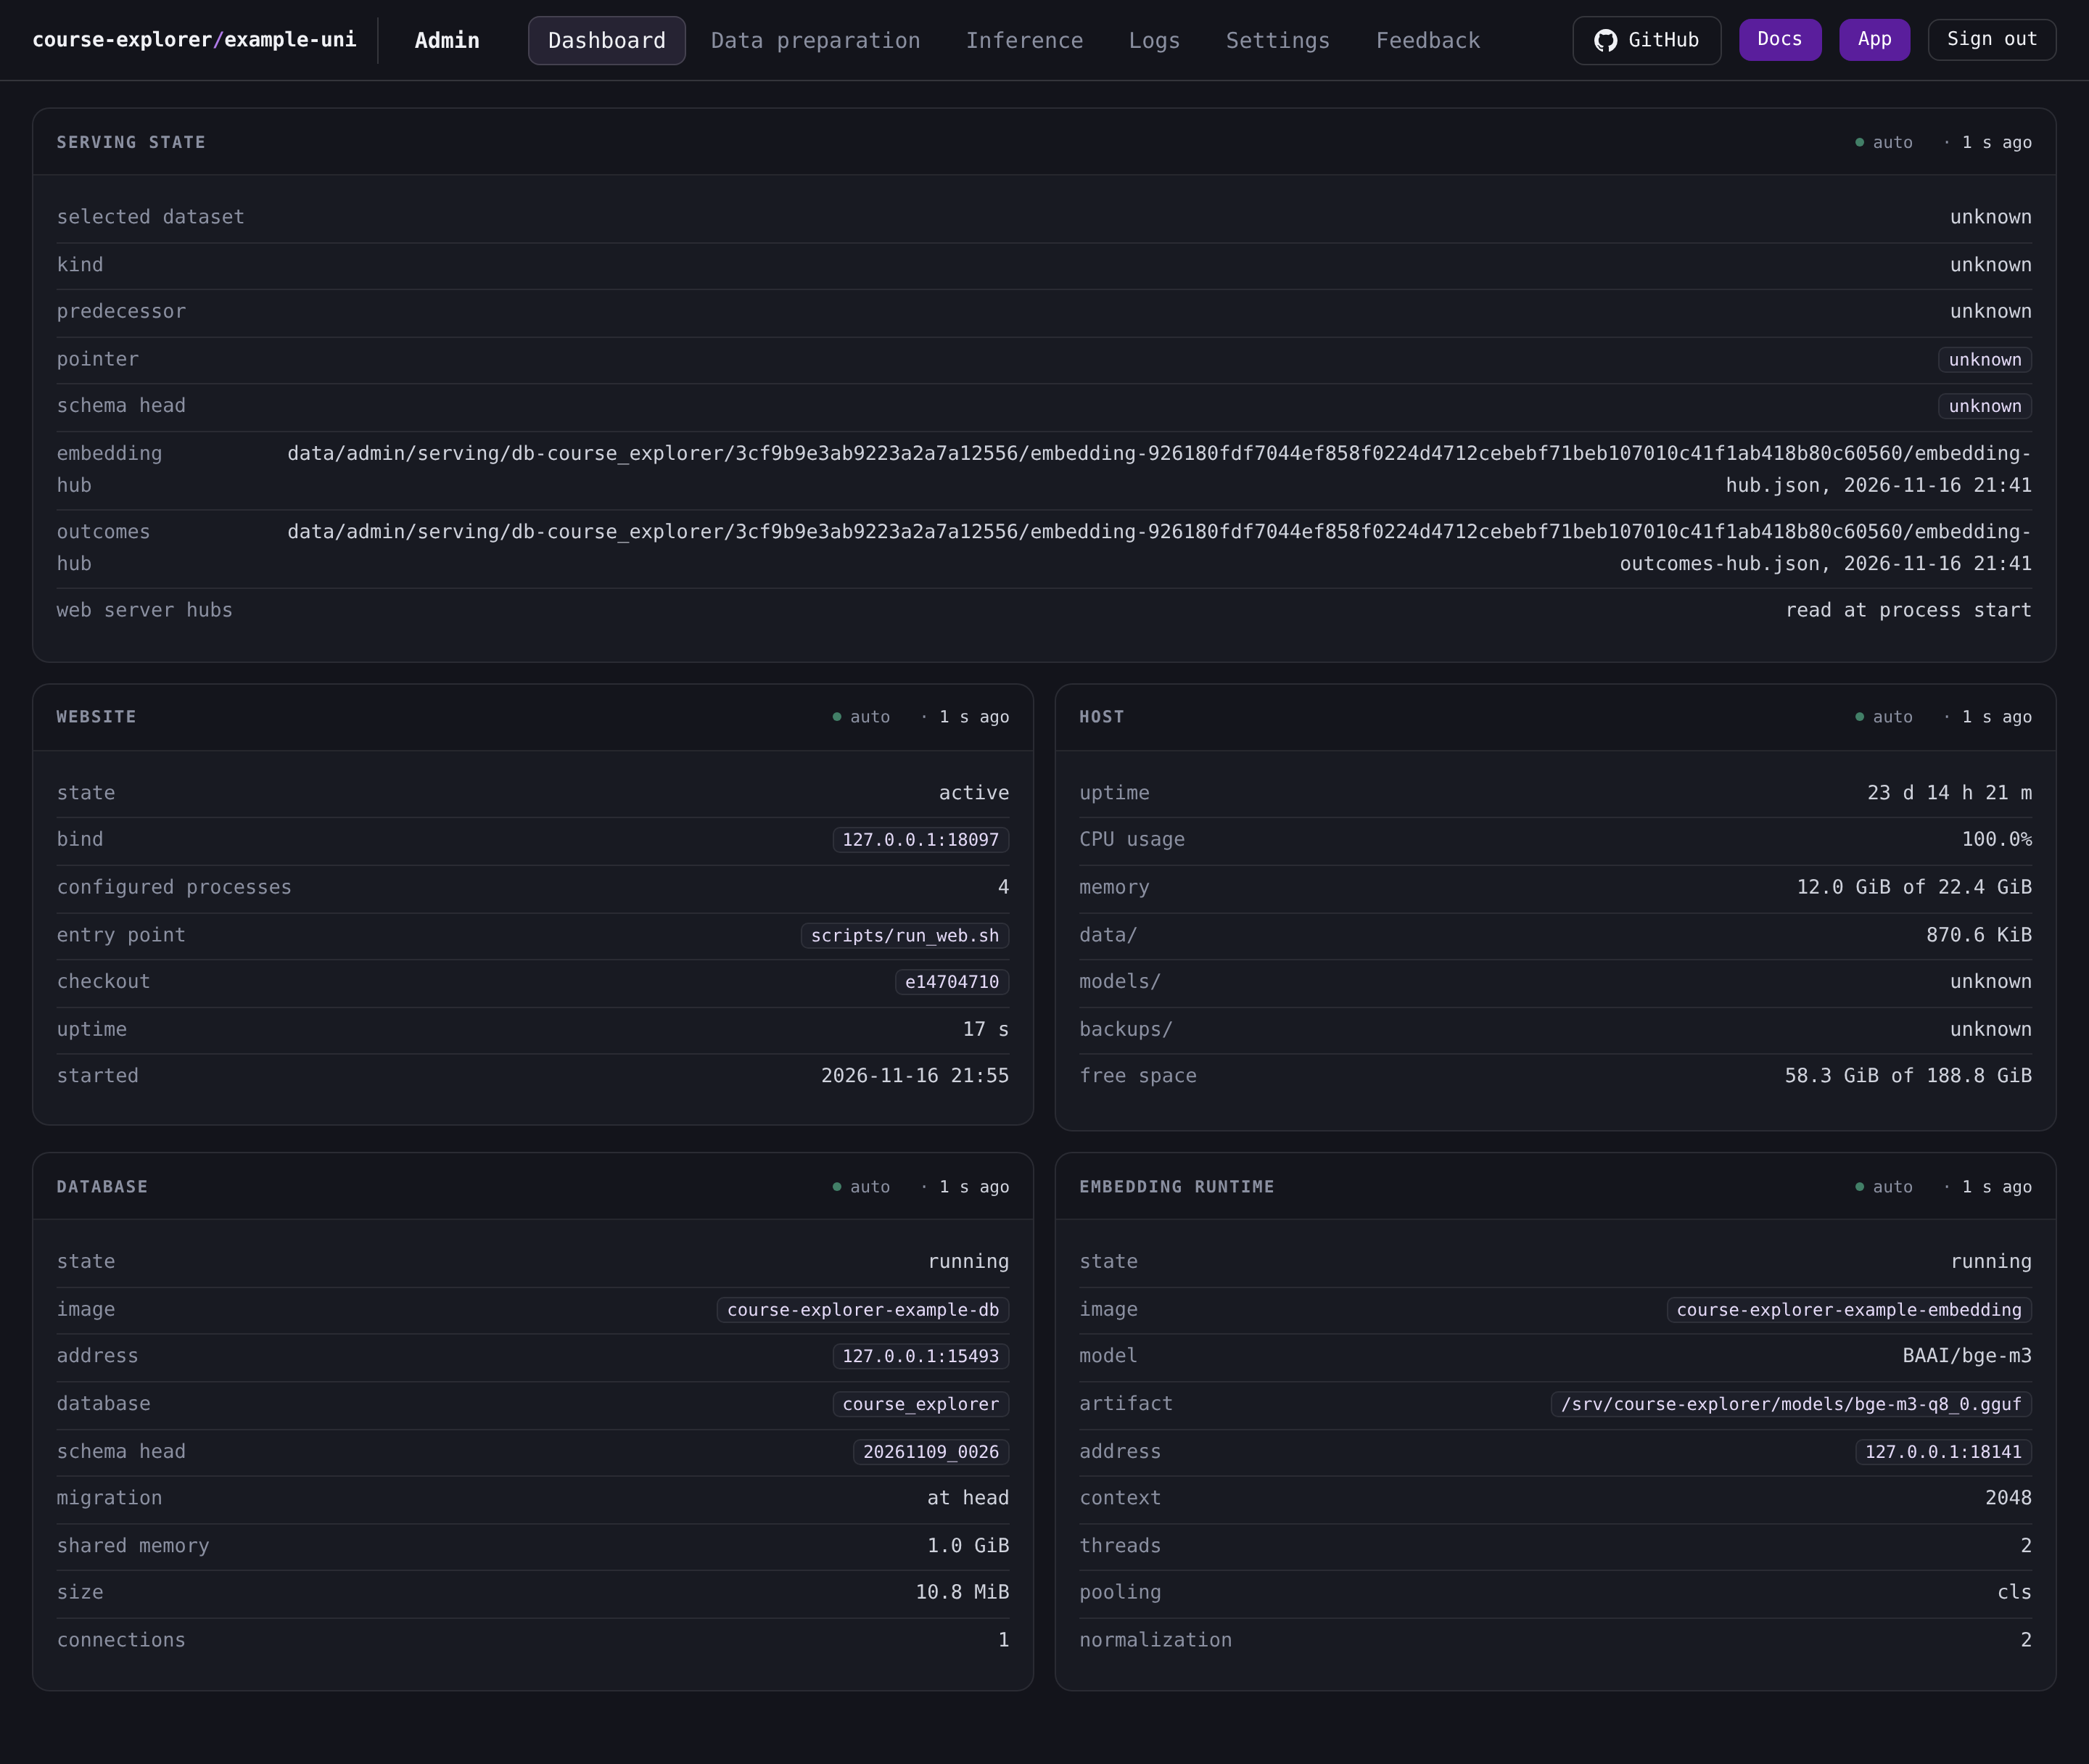 course-explorer/example-uni Admin Dashboard Data preparation Inference Logs Settings Feedback GitHub Docs App Sign out
SERVING STATE auto · 1 s ago
selected dataset unknown
kind unknown
predecessor unknown
pointer unknown
schema head unknown
embedding data/admin/serving/db-course_explorer/3cf9b9e3ab9223a2a7a12556/embedding-926180fdf7044ef858f0224d4712cebebf71beb107010c41f1ab418b80c60560/embedding-
hub hub.json, 2026-11-16 21:41
outcomes data/admin/serving/db-course_explorer/3cf9b9e3ab9223a2a7a12556/embedding-926180fdf7044ef858f0224d4712cebebf71beb107010c41f1ab418b80c60560/embedding-
hub outcomes-hub.json, 2026-11-16 21:41
web server hubs read at process start
WEBSITE auto · 1 s ago
state active
bind 127.0.0.1:18097
configured processes 4
entry point scripts/run_web.sh
checkout e14704710
uptime 17 s
started 2026-11-16 21:55
HOST auto · 1 s ago
uptime 23 d 14 h 21 m
CPU usage 100.0%
memory 12.0 GiB of 22.4 GiB
data/ 870.6 KiB
models/ unknown
backups/ unknown
free space 58.3 GiB of 188.8 GiB
DATABASE auto · 1 s ago
state running
image course-explorer-example-db
address 127.0.0.1:15493
database course_explorer
schema head 20261109_0026
migration at head
shared memory 1.0 GiB
size 10.8 MiB
connections 1
EMBEDDING RUNTIME auto · 1 s ago
state running
image course-explorer-example-embedding
model BAAI/bge-m3
artifact /srv/course-explorer/models/bge-m3-q8_0.gguf
address 127.0.0.1:18141
context 2048
threads 2
pooling cls
normalization 2